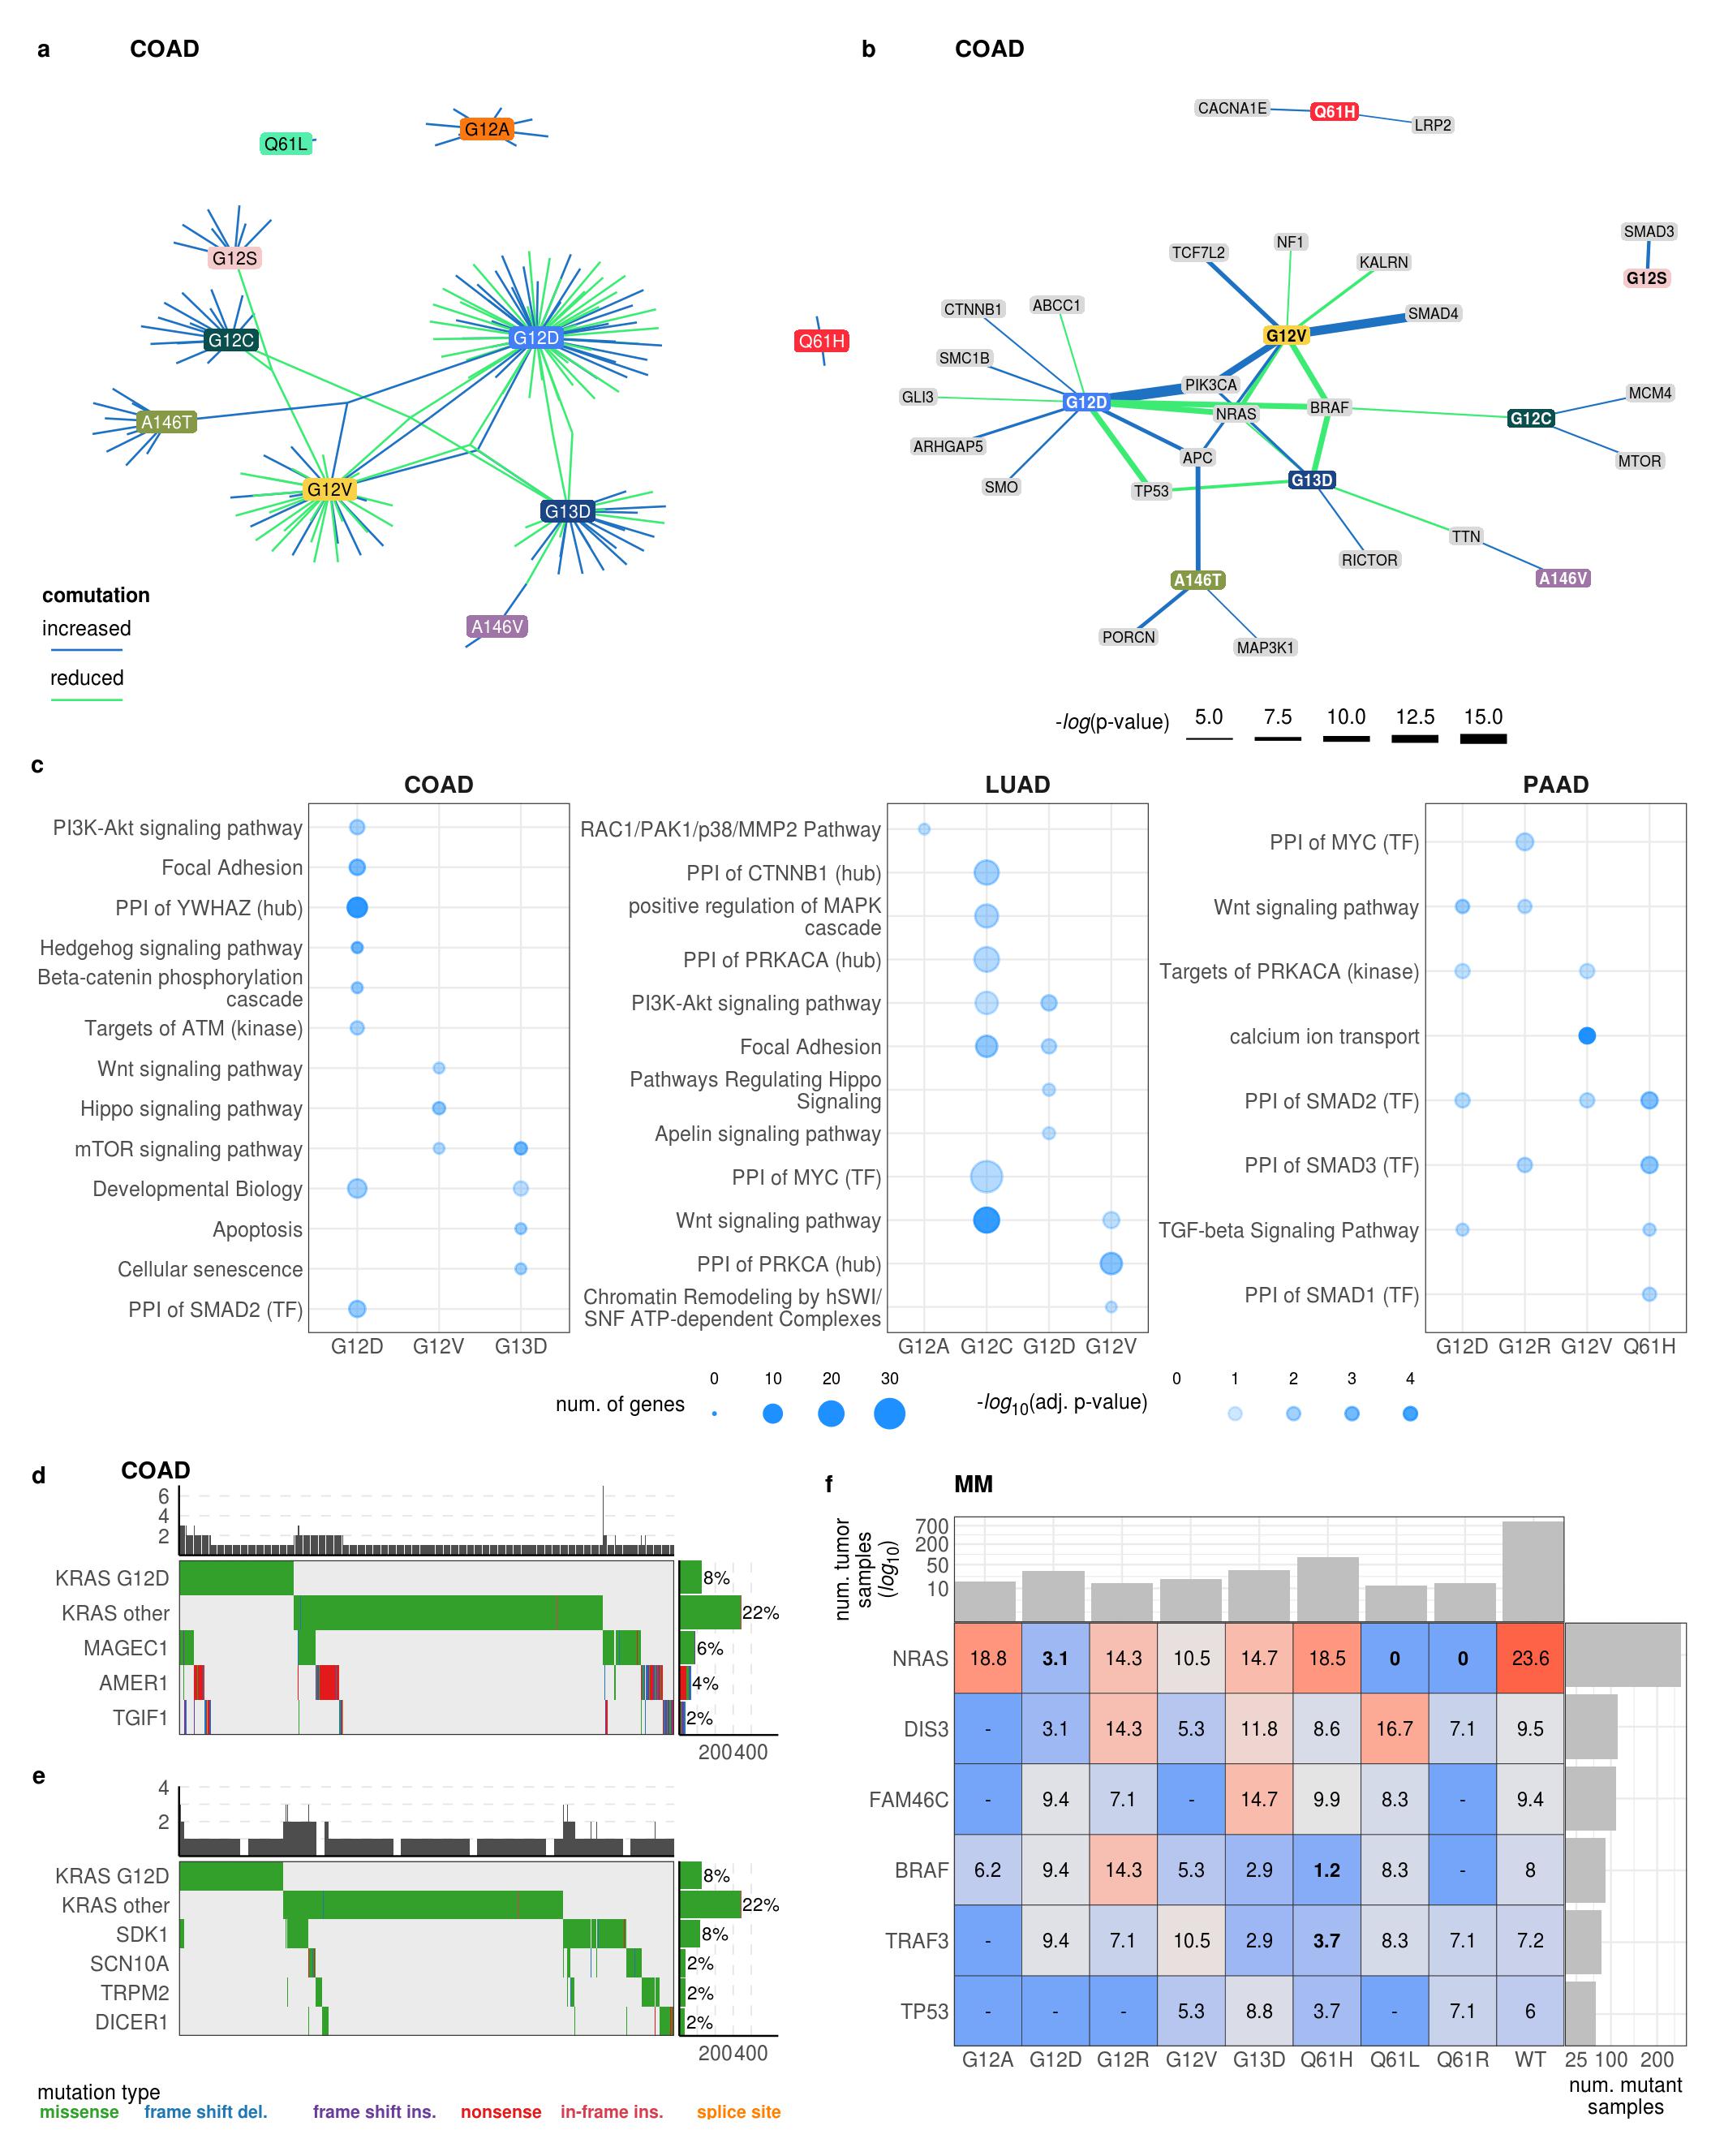 a COAD
Q61L
G12A
G12S
G12C
G12D
Q61H
A146T
G12V
G13D
A146V
comutation
increased
reduced
b COAD
CACNA1E
Q61H
LRP2
SMAD3
G12S
TCF7L2
NF1
KALRN
SMAD4
G12V
CTNNB1
ABCC1
SMC1B
GLI3
PIK3CA
G12D
NRAS
BRAF
G12C
MCM4
MTOR
ARHGAP5
SMO
APC
TP53
G13D
TTN
RICTOR
A146V
A146T
PORCN
MAP3K1
-log(p-value) 5.0 7.5 10.0 12.5 15.0
c
COAD
PI3K-Akt signaling pathway
Focal Adhesion
PPI of YWHAZ (hub)
Hedgehog signaling pathway
Beta-catenin phosphorylation
cascade
Targets of ATM (kinase)
Wnt signaling pathway
Hippo signaling pathway
mTOR signaling pathway
Developmental Biology
Apoptosis
Cellular senescence
PPI of SMAD2 (TF)
G12D G12V G13D
LUAD
RAC1/PAK1/p38/MMP2 Pathway
PPI of CTNNB1 (hub)
positive regulation of MAPK
cascade
PPI of PRKACA (hub)
PI3K-Akt signaling pathway
Focal Adhesion
Pathways Regulating Hippo
Signaling
Apelin signaling pathway
PPI of MYC (TF)
Wnt signaling pathway
PPI of PRKCA (hub)
Chromatin Remodeling by hSWI/
SNF ATP-dependent Complexes
G12A G12C G12D G12V
PAAD
PPI of MYC (TF)
Wnt signaling pathway
Targets of PRKACA (kinase)
calcium ion transport
PPI of SMAD2 (TF)
PPI of SMAD3 (TF)
TGF-beta Signaling Pathway
PPI of SMAD1 (TF)
G12D G12R G12V Q61H
num. of genes 0 10 20 30
-log10(adj. p-value) 0 1 2 3 4
d COAD
6
4
2
KRAS G12D 8%
KRAS other 22%
MAGEC1 6%
AMER1 4%
TGIF1 2%
200 400
e
4
2
KRAS G12D 8%
KRAS other 22%
SDK1 8%
SCN10A 2%
TRPM2 2%
DICER1 2%
200 400
mutation type
missense frame shift del. frame shift ins. nonsense in-frame ins. splice site
f MM
num. tumor
samples
(log10)
700
200
50
10
NRAS 18.8 3.1 14.3 10.5 14.7 18.5 0 0 23.6
DIS3 - 3.1 14.3 5.3 11.8 8.6 16.7 7.1 9.5
FAM46C - 9.4 7.1 - 14.7 9.9 8.3 - 9.4
BRAF 6.2 9.4 14.3 5.3 2.9 1.2 8.3 - 8
TRAF3 - 9.4 7.1 10.5 2.9 3.7 8.3 7.1 7.2
TP53 - - - 5.3 8.8 3.7 - 7.1 6
G12A G12D G12R G12V G13D Q61H Q61L Q61R WT 25 100 200
num. mutant
samples